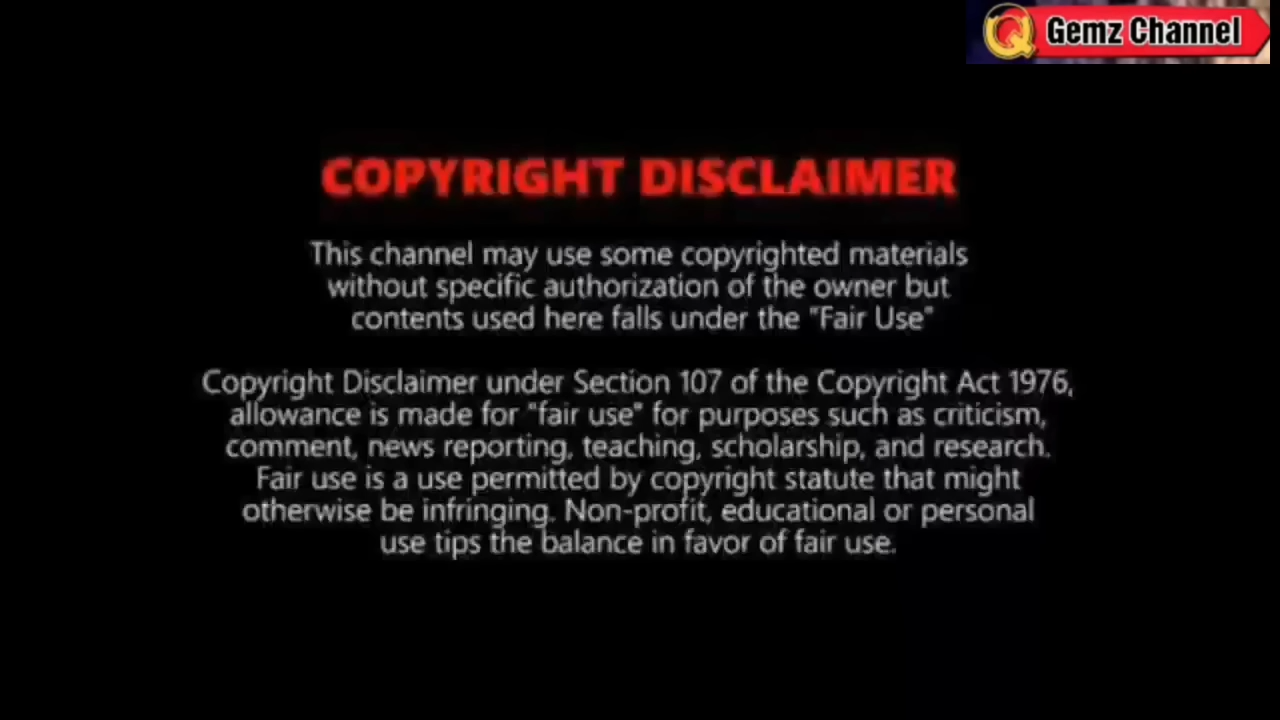 Gemz Channel
COPYRIGHT DISCLAIMER
This channel may use some copyrighted materials
without specific authorization of the owner but
contents used here falls under the "Fair Use"
Copyright Disclaimer under Section 107 of the Copyright Act 1976,
allowance is made for "fair use" for purposes such as criticism,
comment, news reporting, teaching, scholarship, and research.
Fair use is a use permitted by copyright statute that might
otherwise be infringing. Non-profit, educational or personal
use tips the balance in favor of fair use.